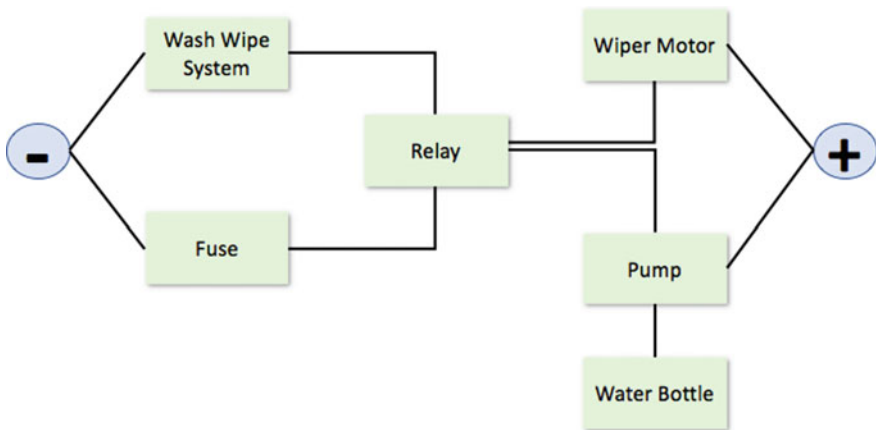 Wash Wipe
System
Wiper Motor
-
Relay
+
Fuse
Pump
Water Bottle